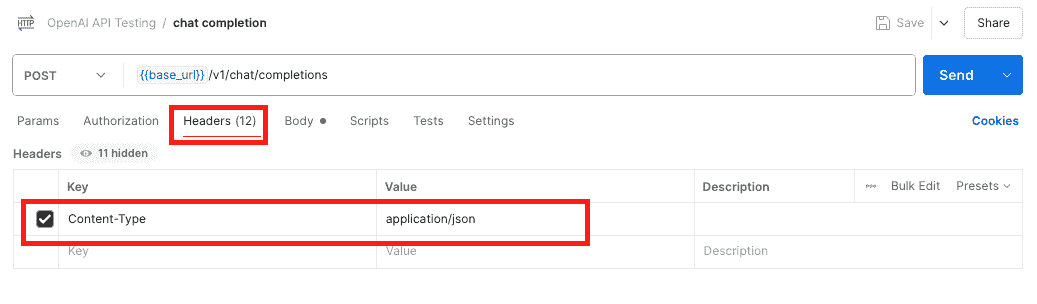 HTTP OpenAI API Testing / chat completion Save Share
POST {{base_url}}/v1/chat/completions Send
Params Authorization Headers (12) Body Scripts Tests Settings Cookies
Headers 11 hidden
Key Value Description Bulk Edit Presets
Content-Type application/json
Key Value Description